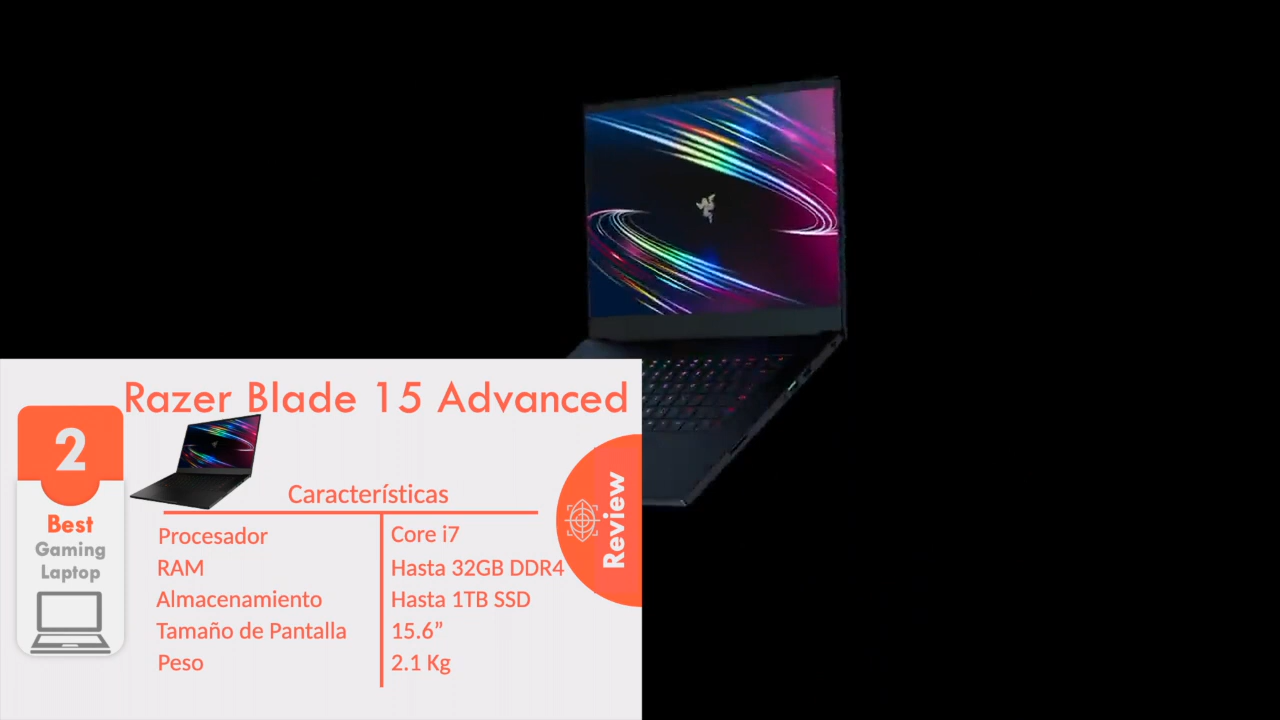 Razer Blade 15 Advanced
2
Best
Gaming
Laptop
Características
Procesador Core i7
RAM Hasta 32GB DDR4
Almacenamiento Hasta 1TB SSD
Tamaño de Pantalla 15.6”
Peso 2.1 Kg
Review